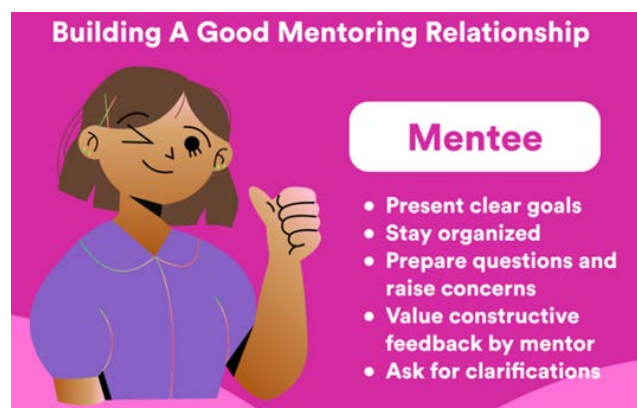 Building A Good Mentoring Relationship
Mentee
• Present clear goals
• Stay organized
• Prepare questions and
raise concerns
• Value constructive
feedback by mentor
• Ask for clarifications